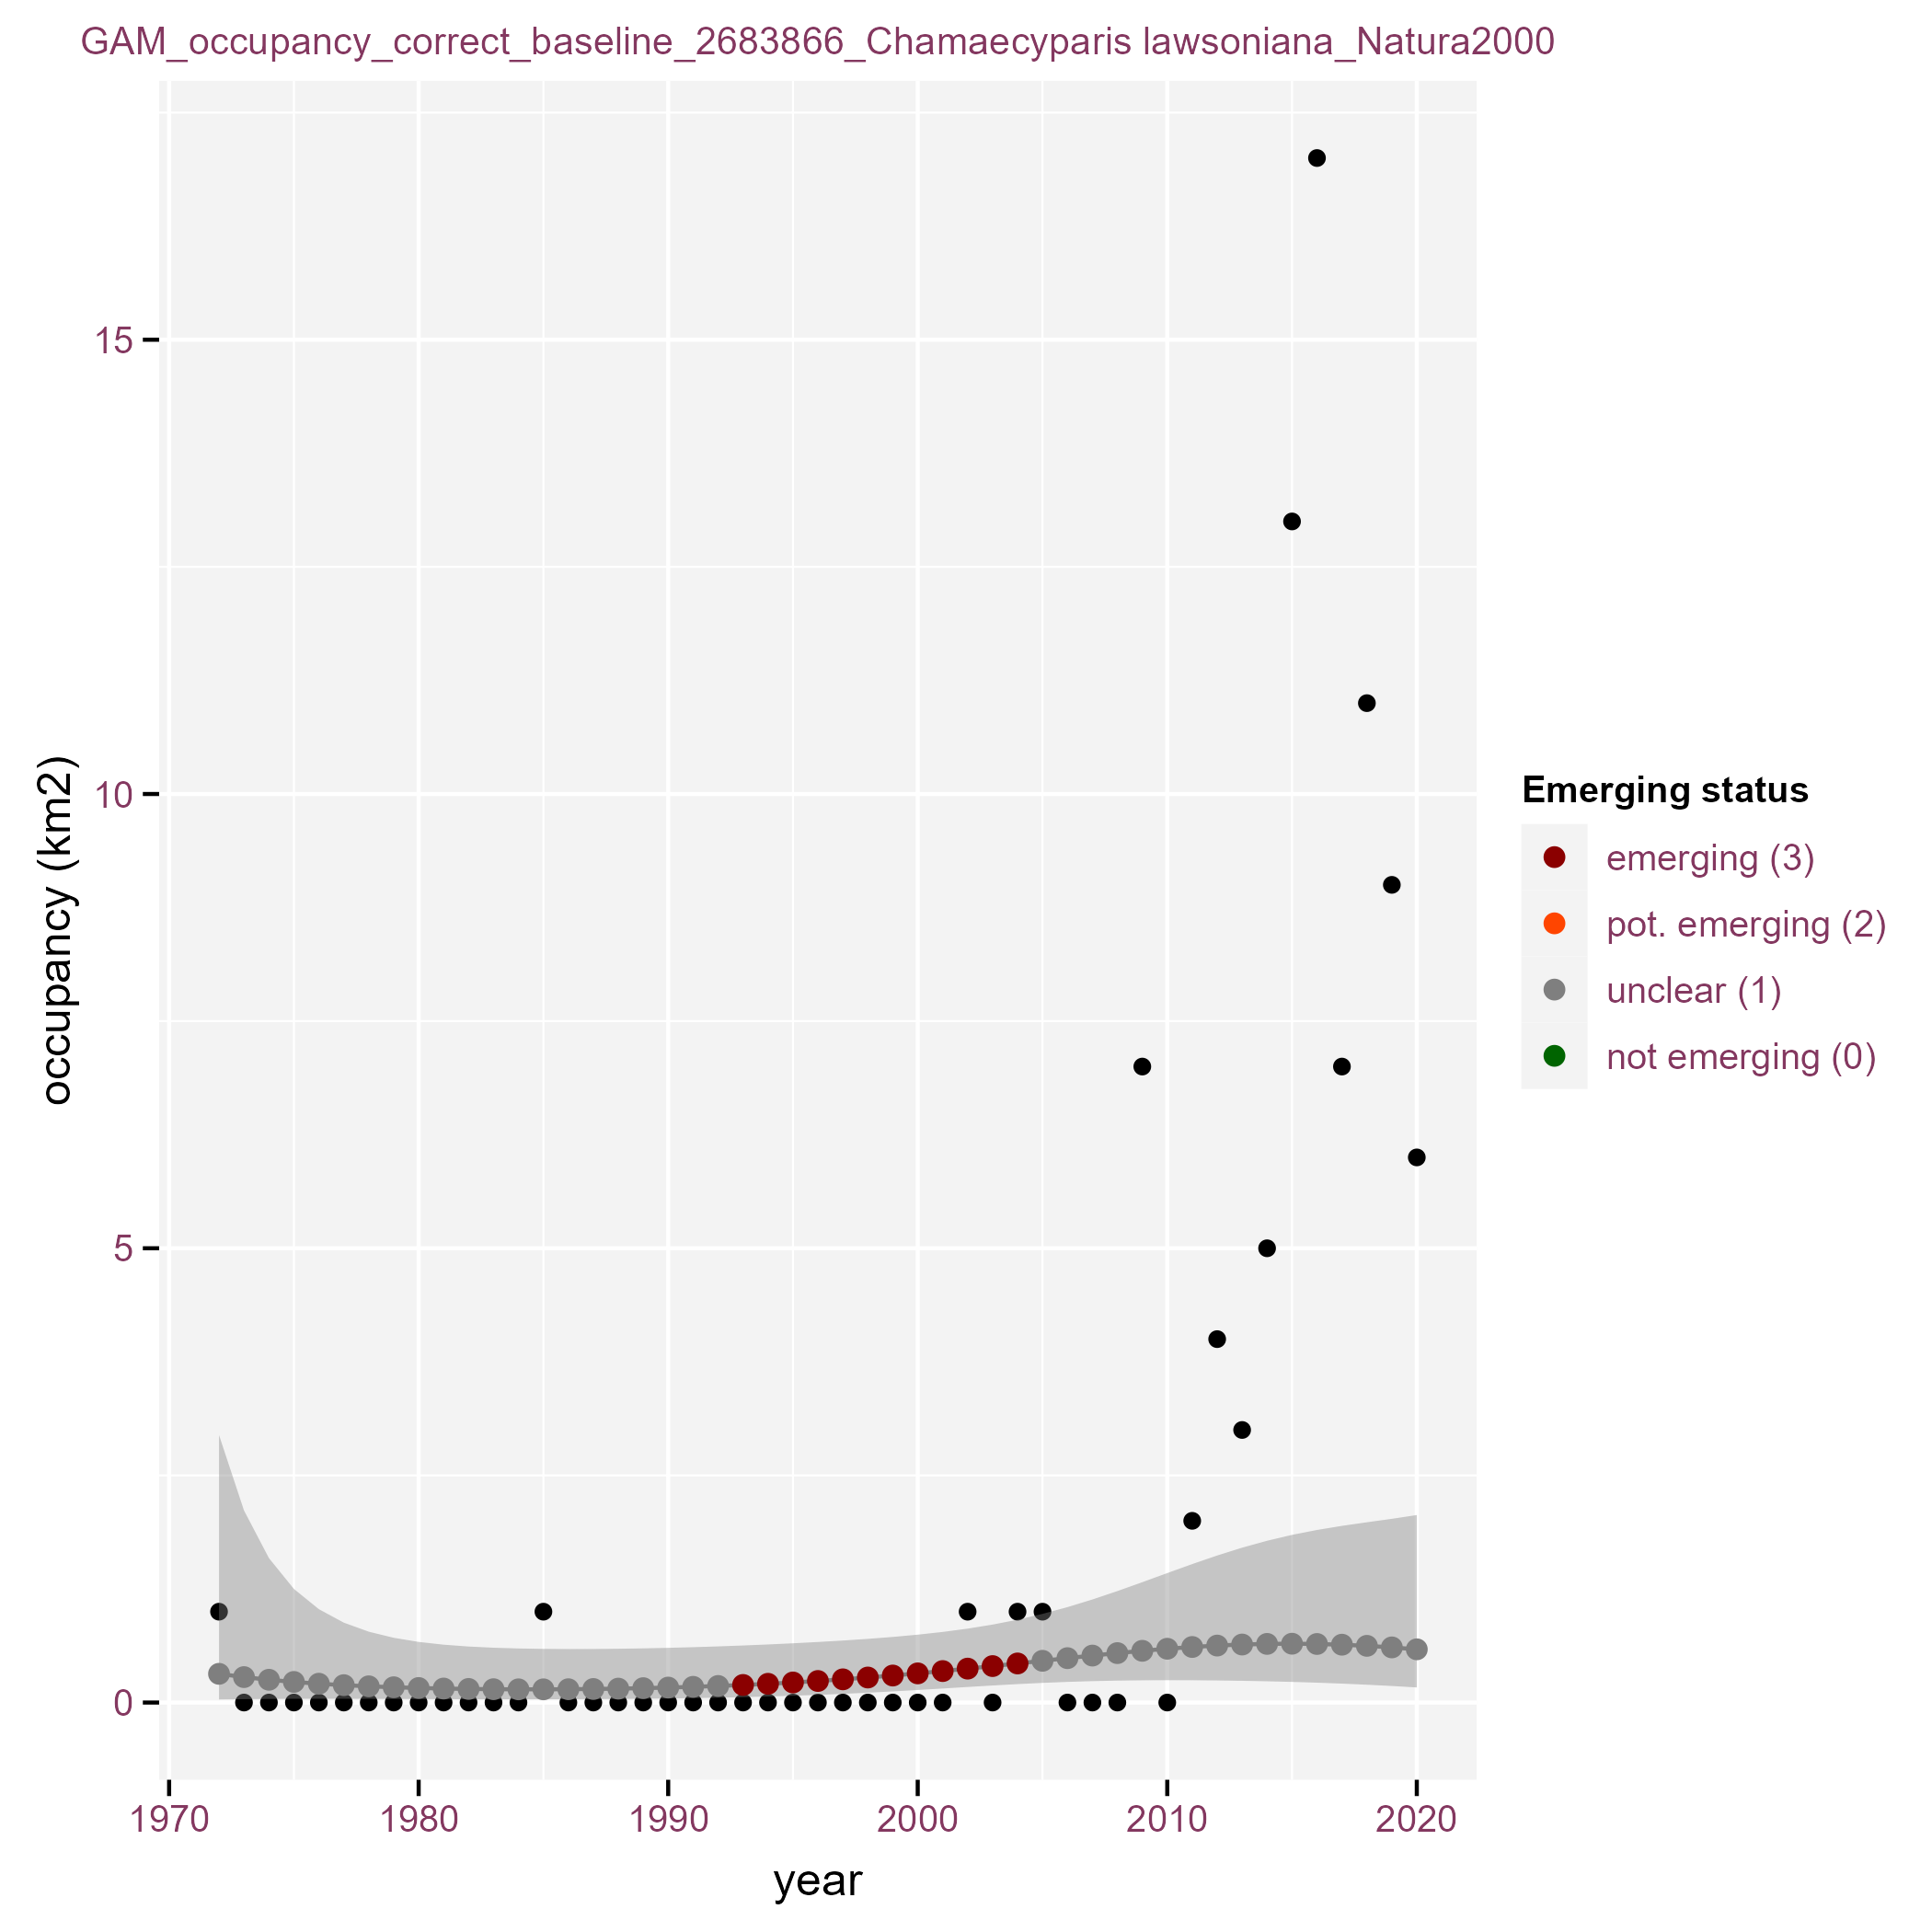 GAM_occupancy_correct_baseline_2683866_Chamaecyparis lawsoniana_Natura2000
occupancy (km2)
15
10
5
0
1970 1980 1990 2000 2010 2020
year
Emerging status
emerging (3)
pot. emerging (2)
unclear (1)
not emerging (0)